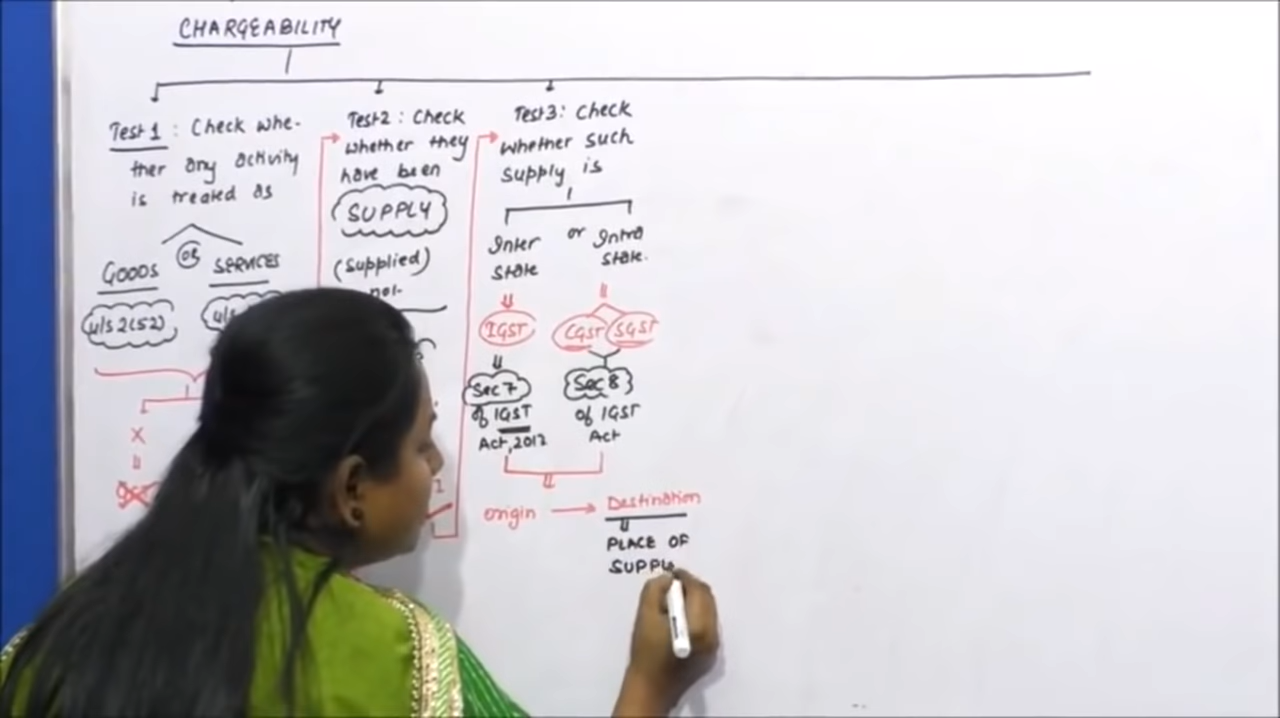 CHARGEABILITY
Test 1 : Check whe-
ther any activity
is treated as
GOODS OR SERVICES
u/s 2(52) u/s
X
Test2 : Check
whether they
have been
SUPPLY
(Supplied)
Test3: Check
whether such
supply is
Inter or Intra
State State.
IGST CGST SGST
Sec 7 Sec 8
of IGST of IGST
Act, 2017 Act
origin → Destination
PLACE OF
SUPPLY